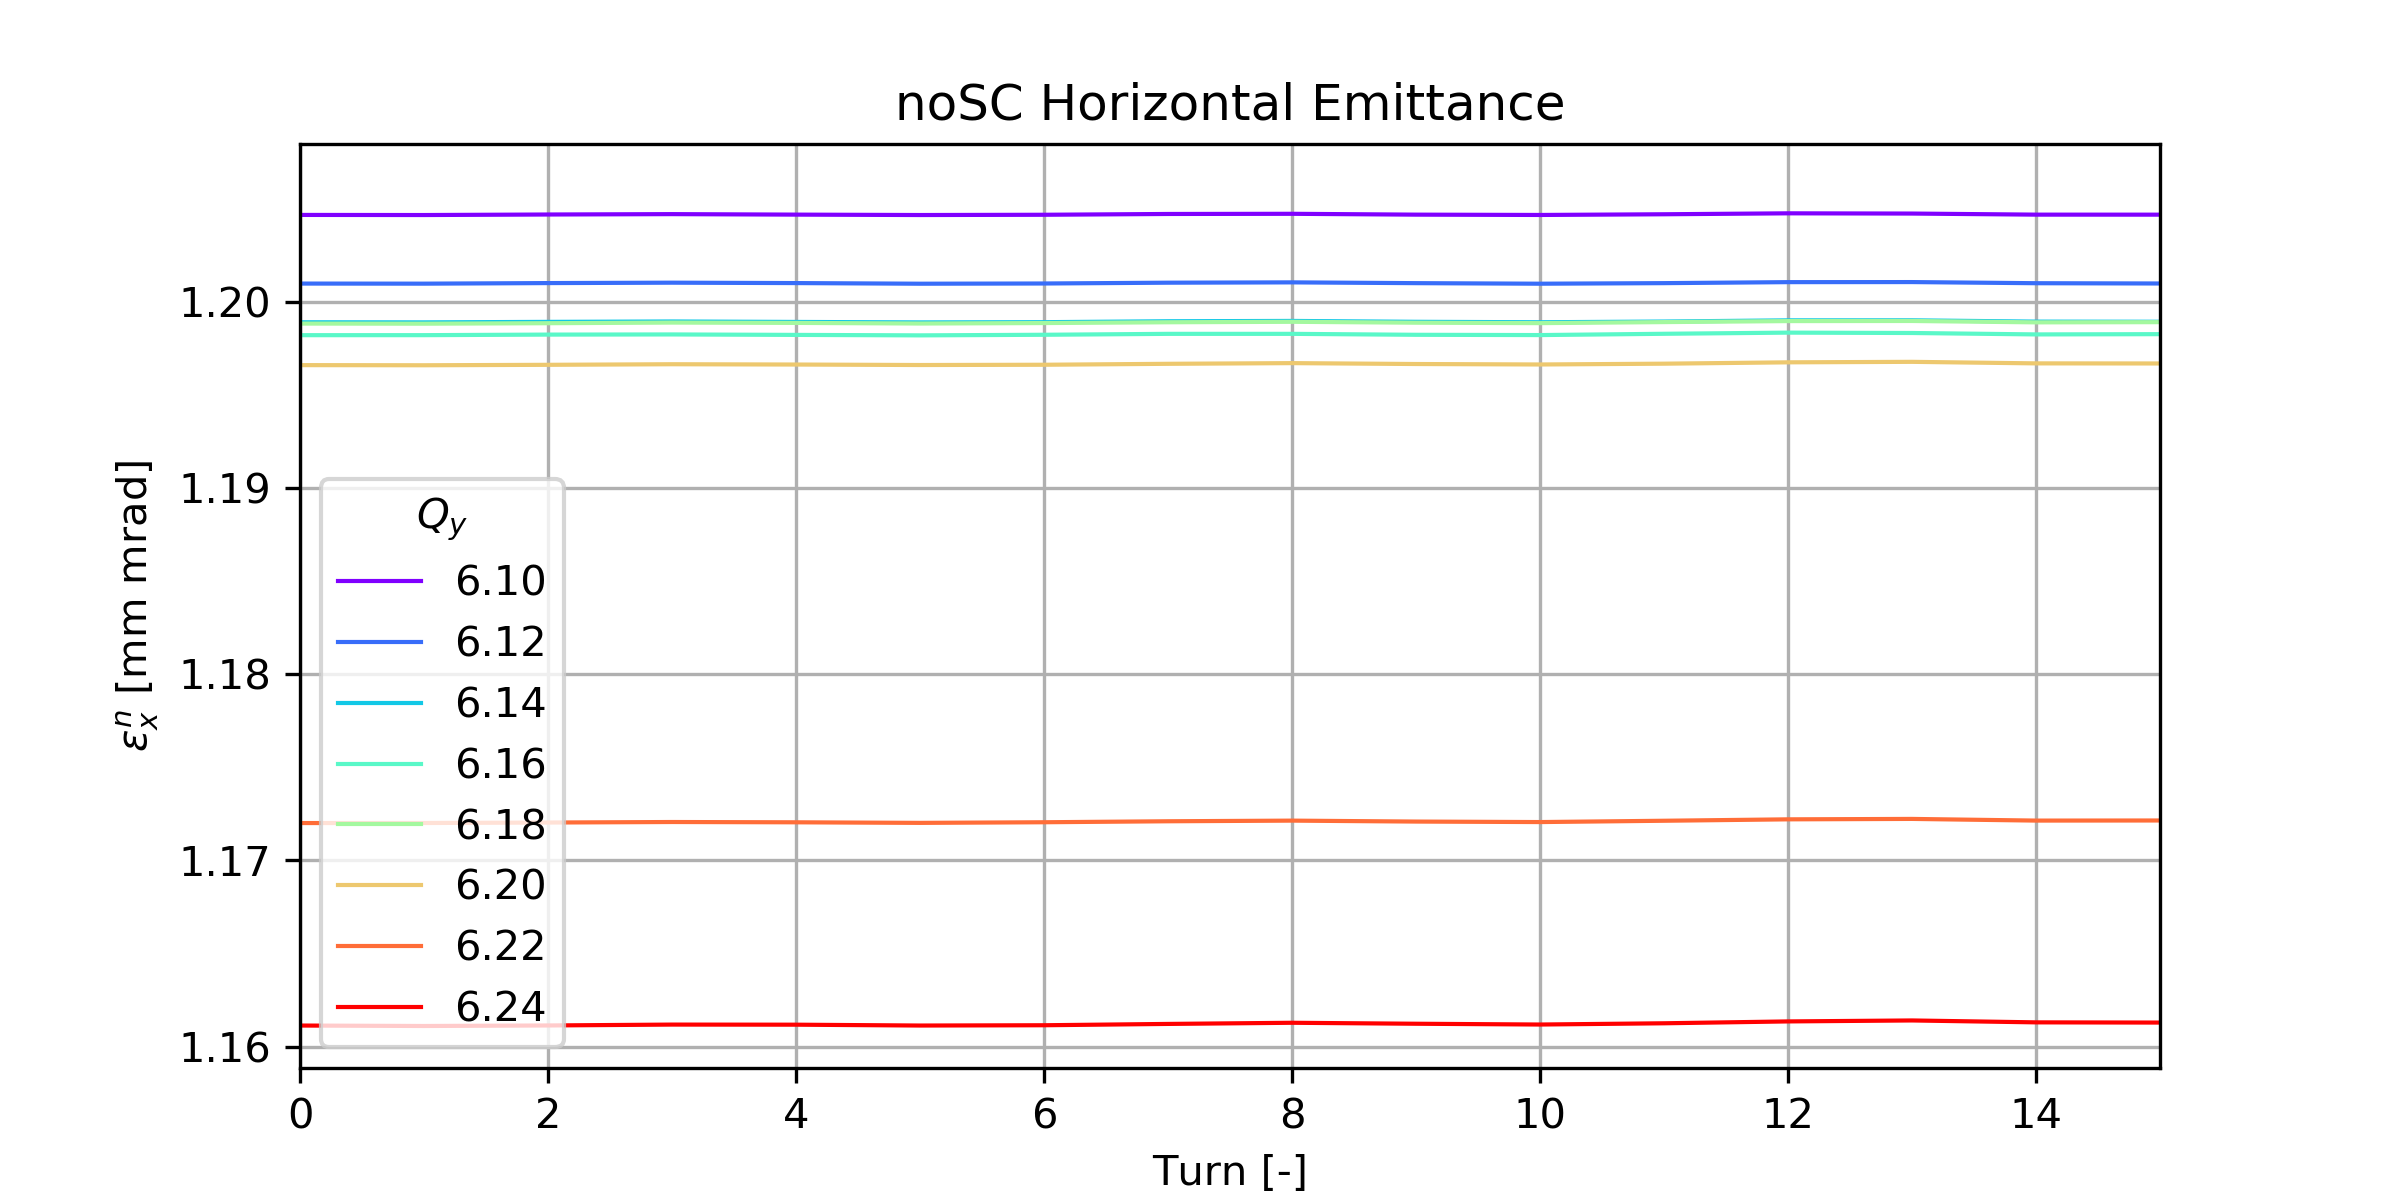 noSC Horizontal Emittance
1.20
1.19
1.18
1.17
1.16
ε_x^n [mm mrad]
Q_y
6.10
6.12
6.14
6.16
6.18
6.20
6.22
6.24
0 2 4 6 8 10 12 14
Turn [-]